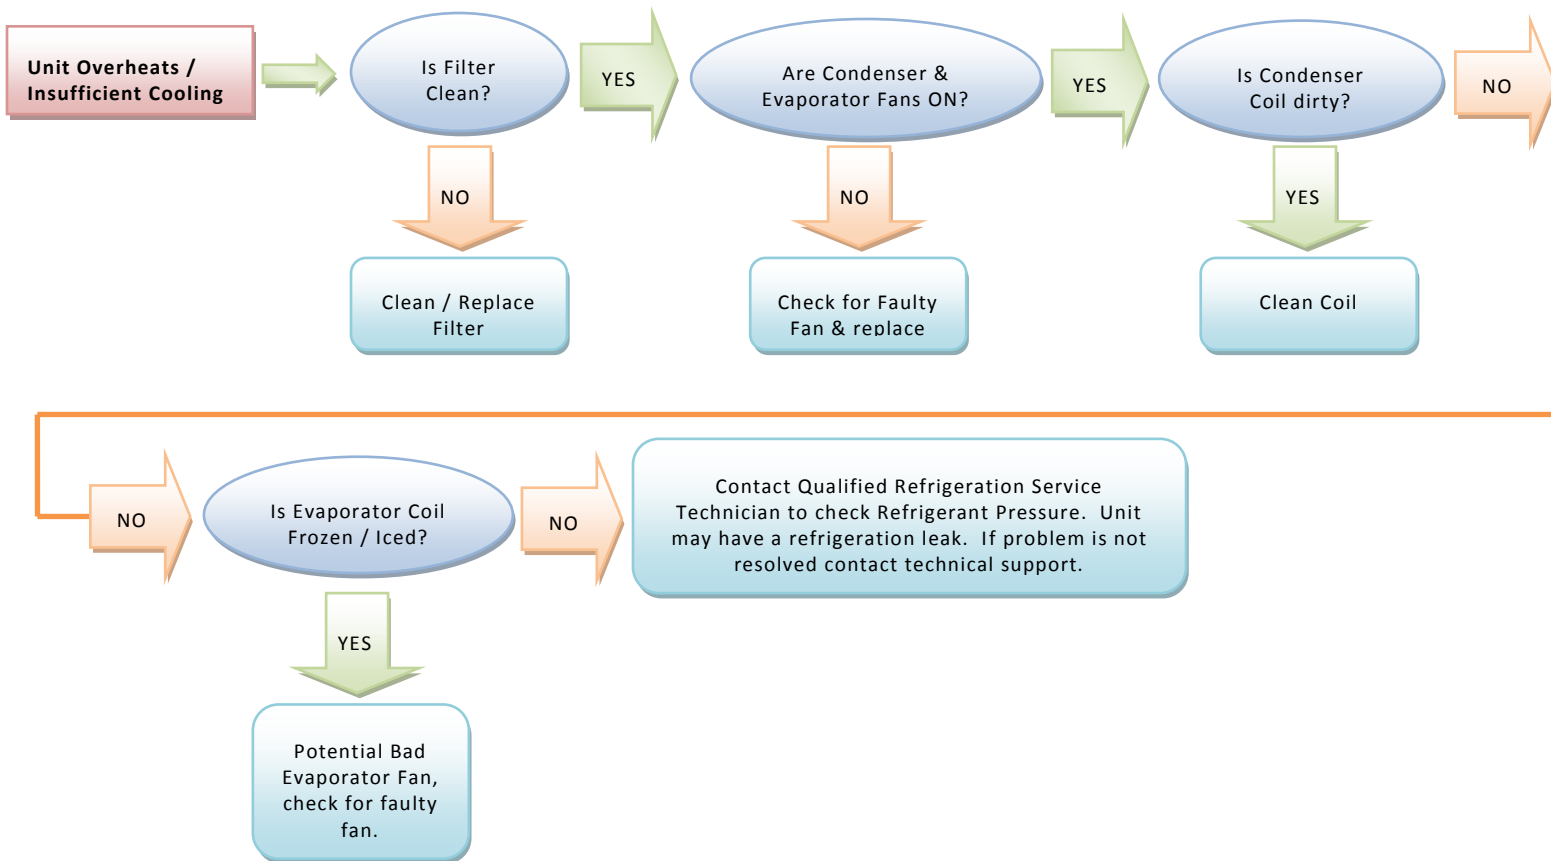 Unit Overheats /
Insufficient Cooling
Is Filter
Clean?
YES
Are Condenser &
Evaporator Fans ON?
YES
Is Condenser
Coil dirty?
NO
NO
NO
YES
Clean / Replace
Filter
Check for Faulty
Fan & replace
Clean Coil
NO
Is Evaporator Coil
Frozen / Iced?
NO
Contact Qualified Refrigeration Service
Technician to check Refrigerant Pressure.  Unit
may have a refrigeration leak.  If problem is not
resolved contact technical support.
YES
Potential Bad
Evaporator Fan,
check for faulty
fan.